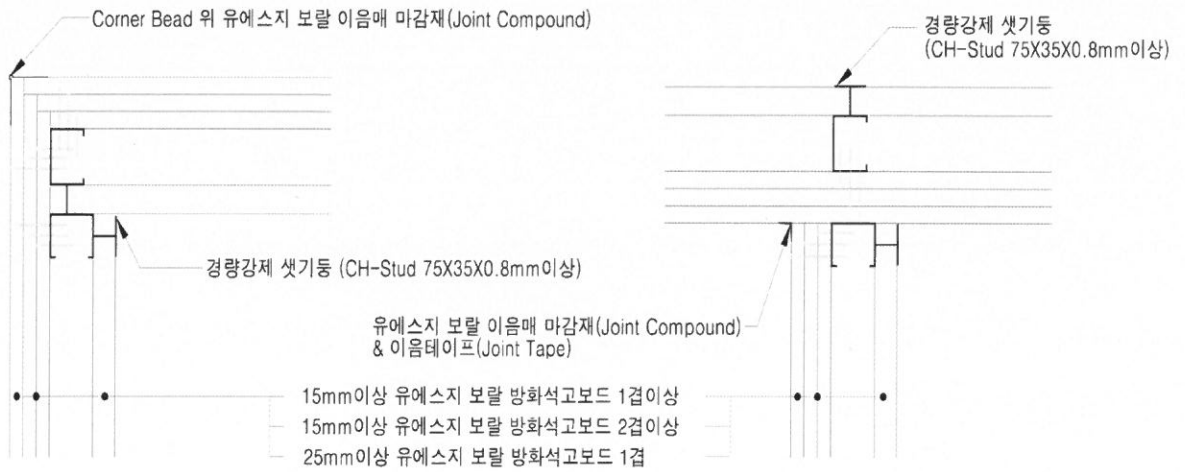 Corner Bead 위 유에스지 보랄 이음매 마감재(Joint Compound)
경량강제 샛기둥
(CH-Stud 75X35X0.8mm이상)
경량강제 샛기둥 (CH-Stud 75X35X0.8mm이상)
유에스지 보랄 이음매 마감재(Joint Compound)
& 이음테이프(Joint Tape)
15mm이상 유에스지 보랄 방화석고보드 1겹이상
15mm이상 유에스지 보랄 방화석고보드 2겹이상
25mm이상 유에스지 보랄 방화석고보드 1겹